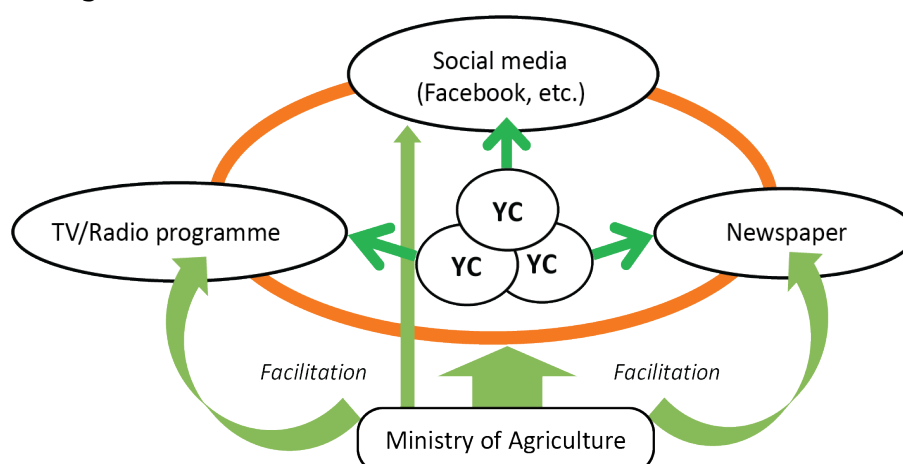 Social media
(Facebook, etc.)
YC
TV/Radio programme
YC
YC
Newspaper
Facilitation
Facilitation
Ministry of Agriculture